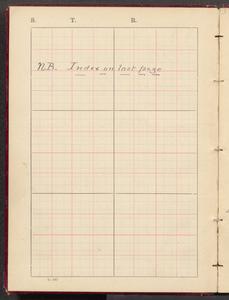 S. T. R.
N.B. Index on last page